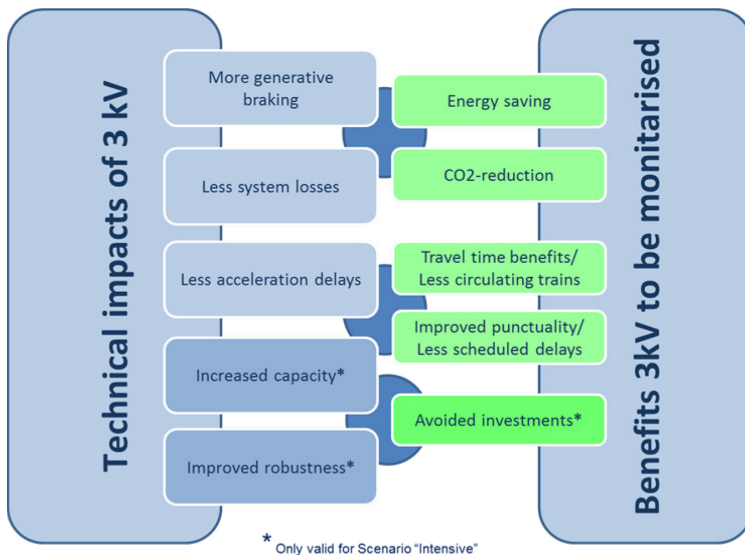 Technical impacts of 3 kV
More generative
braking
Less system losses
Less acceleration delays
Increased capacity*
Improved robustness*
Energy saving
CO2-reduction
Travel time benefits/
Less circulating trains
Improved punctuality/
Less scheduled delays
Avoided investments*
Benefits 3kV to be monitarised
* Only valid for Scenario "Intensive"